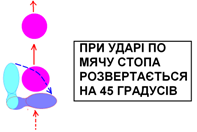 ПРИ УДАРІ ПО
МЯЧУ СТОПА
РОЗВЕРТАЄТЬСЯ
НА 45 ГРАДУСІВ